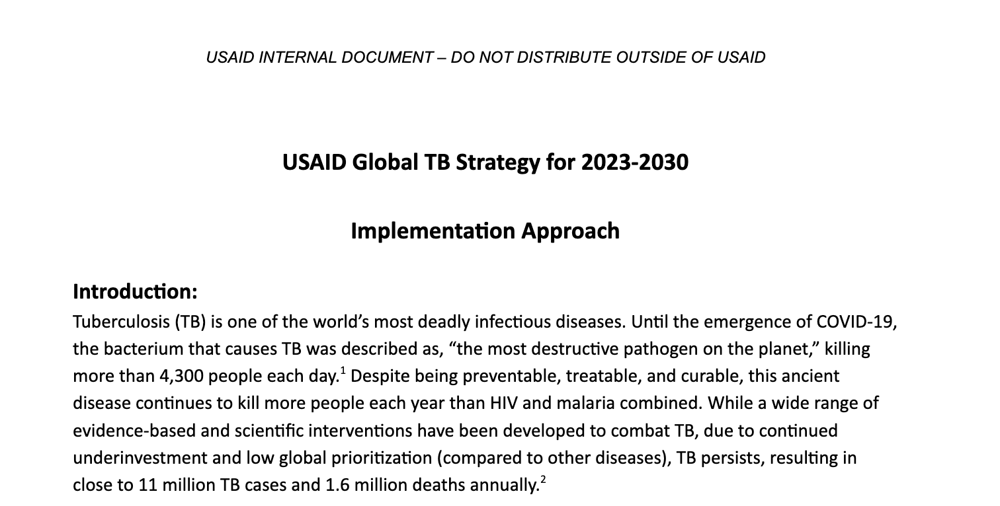 USAID INTERNAL DOCUMENT – DO NOT DISTRIBUTE OUTSIDE OF USAID
USAID Global TB Strategy for 2023-2030
Implementation Approach
Introduction:
Tuberculosis (TB) is one of the world’s most deadly infectious diseases. Until the emergence of COVID-19,
the bacterium that causes TB was described as, “the most destructive pathogen on the planet,” killing
more than 4,300 people each day.1 Despite being preventable, treatable, and curable, this ancient
disease continues to kill more people each year than HIV and malaria combined. While a wide range of
evidence-based and scientific interventions have been developed to combat TB, due to continued
underinvestment and low global prioritization (compared to other diseases), TB persists, resulting in
close to 11 million TB cases and 1.6 million deaths annually.2